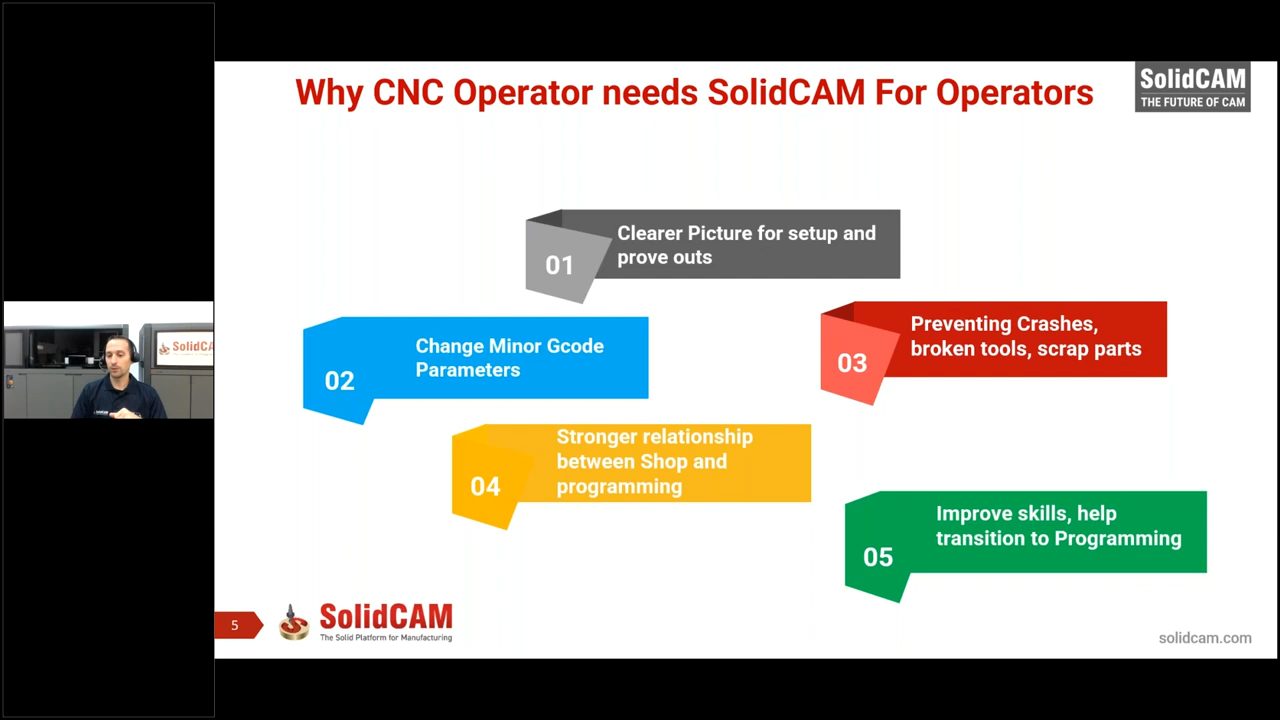 Why CNC Operator needs SolidCAM For Operators
SolidCAM
THE FUTURE OF CAM
01
Clearer Picture for setup and
prove outs
02
Change Minor Gcode
Parameters
03
Preventing Crashes,
broken tools, scrap parts
04
Stronger relationship
between Shop and
programming
05
Improve skills, help
transition to Programming
5
SolidCAM
The Solid Platform for Manufacturing
solidcam.com
SolidCA